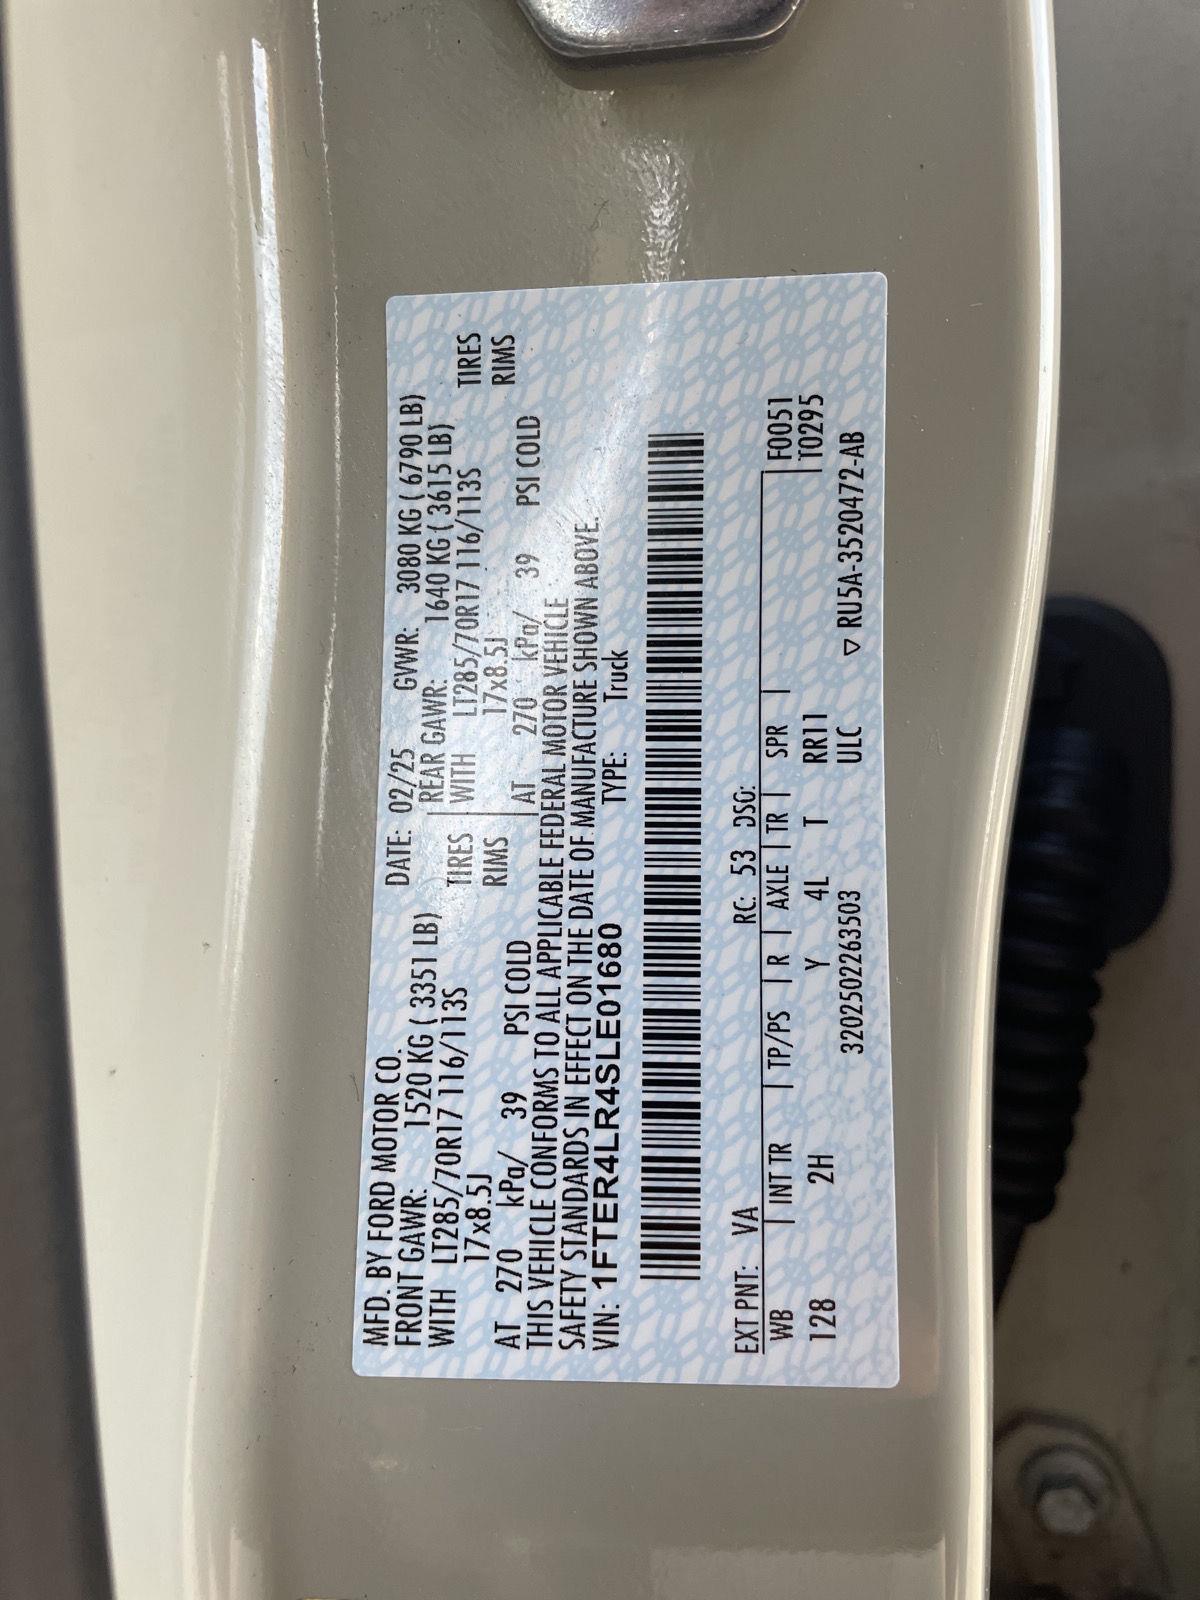 MFD. BY FORD MOTOR CO. DATE: 02/25 GVWR: 3080 KG ( 6790 LB)
FRONT GAWR: 1520 KG ( 3351 LB) REAR GAWR: 1640 KG ( 3615 LB)
WITH LT285/70R17 116/113S TIRES WITH LT285/70R17 116/113S TIRES
17x8.5J RIMS 17x8.5J RIMS
AT 270 kPa/ 39 PSI COLD AT 270 kPa/ 39 PSI COLD
THIS VEHICLE CONFORMS TO ALL APPLICABLE FEDERAL MOTOR VEHICLE
SAFETY STANDARDS IN EFFECT ON THE DATE OF MANUFACTURE SHOWN ABOVE.
VIN: 1FTER4LR4SLE01680 TYPE: Truck
EXT PNT: VA RC: 53 DSO:
WB INT TR TP/PS R AXLE TR SPR F0051
128 2H Y 4L T RR11 T0295
3202502263503 ULC ▽ RU5A-3520472-AB